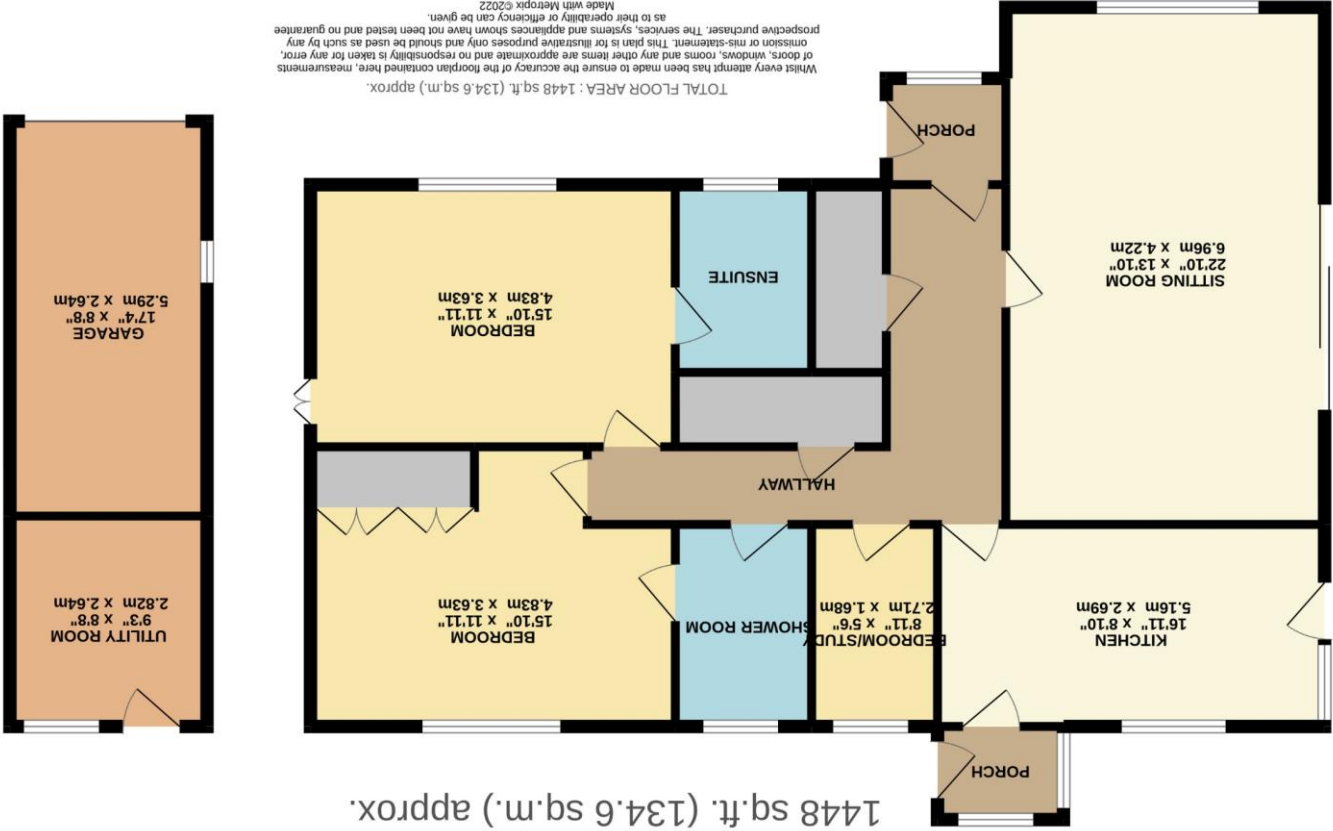 1448 sq.ft. (134.6 sq.m.) approx.
PORCH
KITCHEN
16'11" x 8'10"
5.16m x 2.69m
BEDROOM/STUDY
8'11" x 5'6"
2.71m x 1.68m
SHOWER ROOM
BEDROOM
15'10" x 11'11"
4.83m x 3.63m
UTILITY ROOM
9'3" x 8'8"
2.82m x 2.64m
HALLWAY
SITTING ROOM
22'10" x 13'10"
6.96m x 4.22m
ENSUITE
BEDROOM
15'10" x 11'11"
4.83m x 3.63m
GARAGE
17'4" x 8'8"
5.29m x 2.64m
PORCH
TOTAL FLOOR AREA : 1448 sq.ft. (134.6 sq.m.) approx.
Whilst every attempt has been made to ensure the accuracy of the floorplan contained here, measurements
of doors, windows, rooms and any other items are approximate and no responsibility is taken for any error,
omission or mis-statement. This plan is for illustrative purposes only and should be used as such by any
prospective purchaser. The services, systems and appliances shown have not been tested and no guarantee
as to their operability or efficiency can be given.
Made with Metropix ©2022